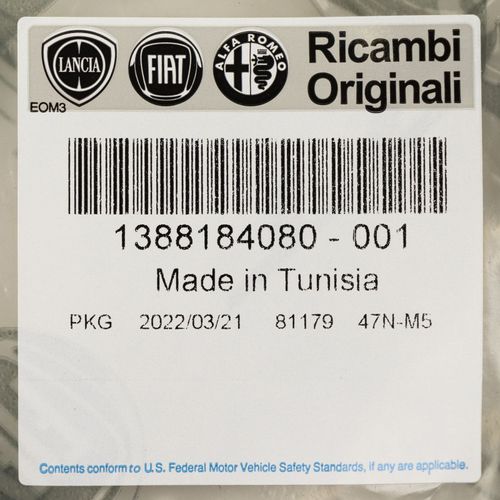 LANCIA FIAT ALFA ROMEO Ricambi
EOM3 Originali
1388184080 - 001
Made in Tunisia
PKG 2022/03/21 81179 47N-M5
Contents conform to U.S. Federal Motor Vehicle Safety Standards, if any are applicable.